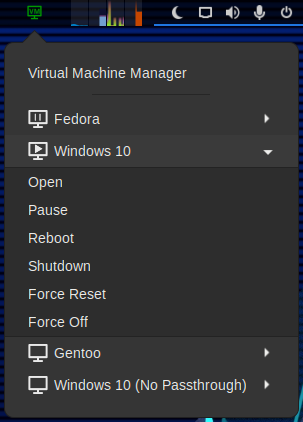 VM
Virtual Machine Manager
Fedora
Windows 10
Open
Pause
Reboot
Shutdown
Force Reset
Force Off
Gentoo
Windows 10 (No Passthrough)